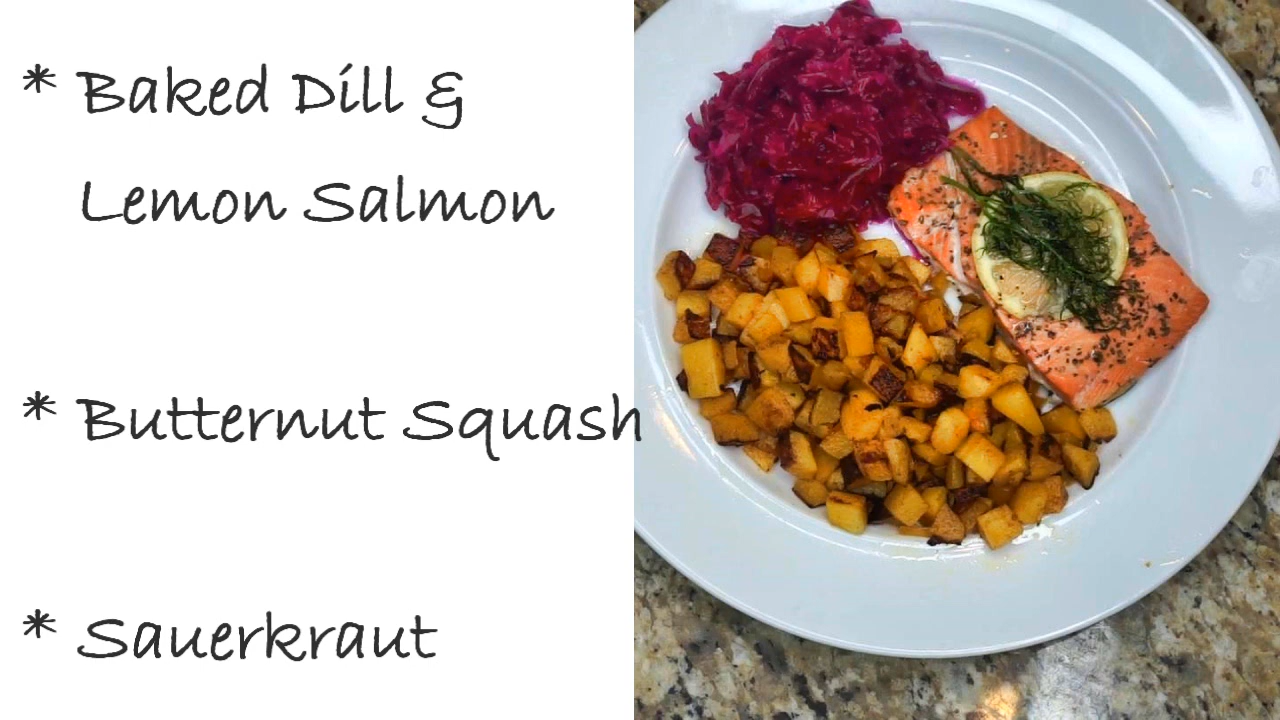 * Baked Dill &
Lemon Salmon
* Butternut Squash
* Sauerkraut